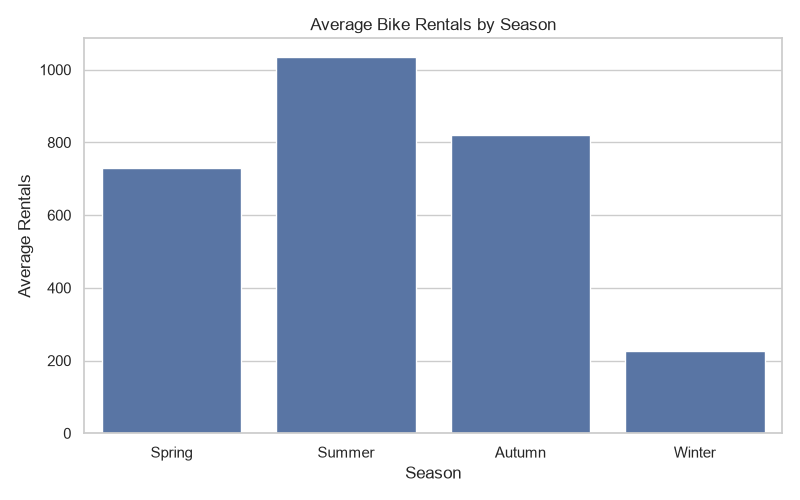 Average Bike Rentals by Season
Average Rentals
1000
800
600
400
200
0
Spring Summer Autumn Winter
Season